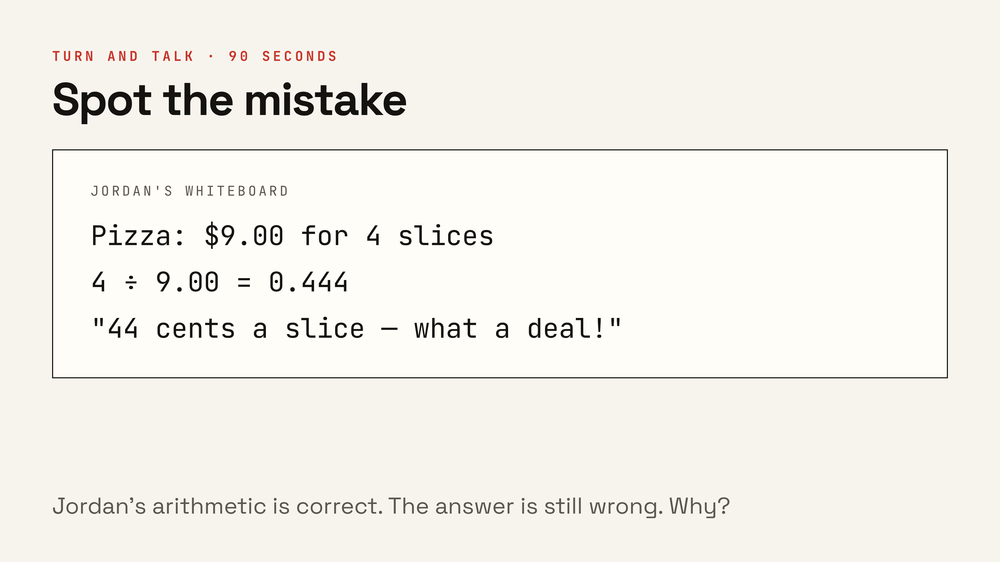 TURN AND TALK · 90 SECONDS
Spot the mistake
JORDAN'S WHITEBOARD
Pizza: $9.00 for 4 slices
4 ÷ 9.00 = 0.444
"44 cents a slice — what a deal!"
Jordan’s arithmetic is correct. The answer is still wrong. Why?